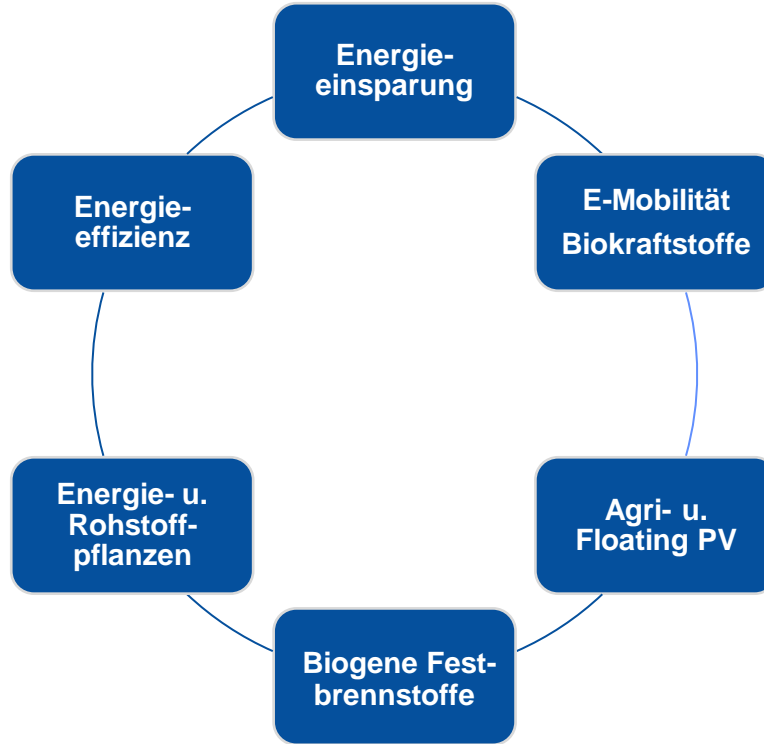 Energie-
einsparung
E-Mobilität
Biokraftstoffe
Agri- u.
Floating PV
Biogene Fest-
brennstoffe
Energie- u.
Rohstoff-
pflanzen
Energie-
effizienz